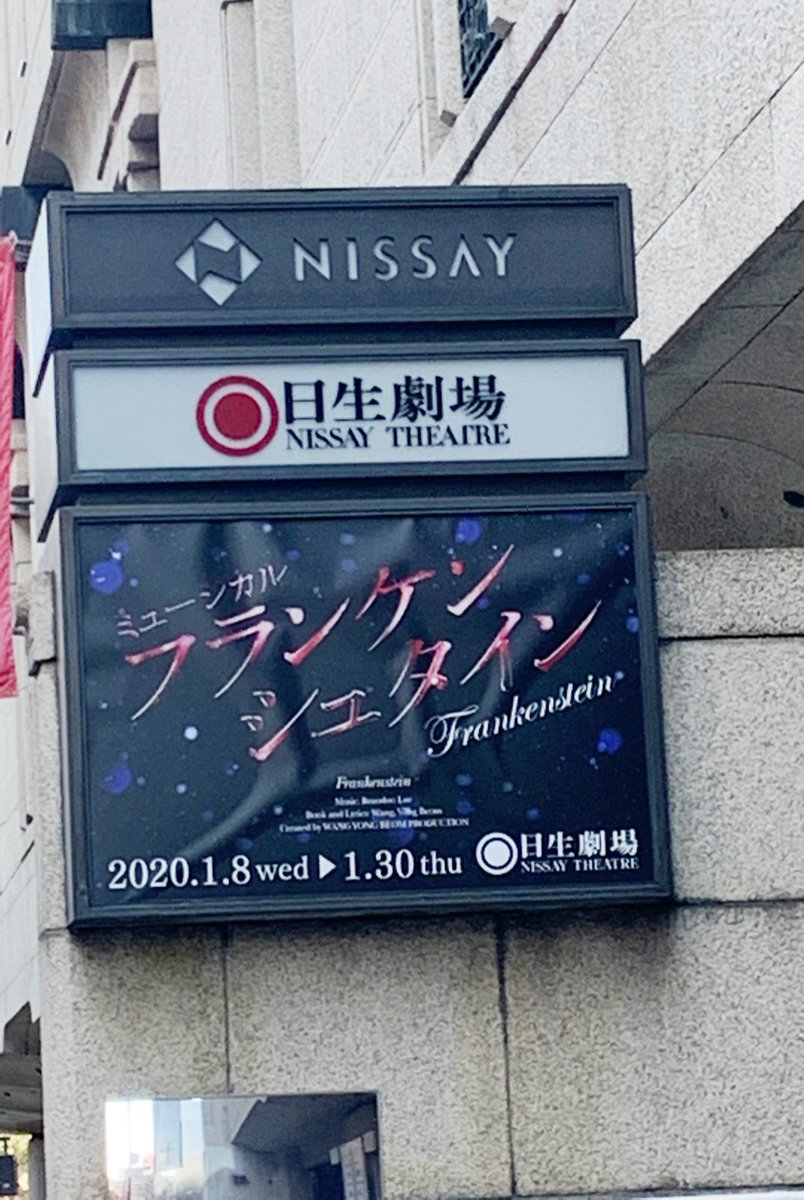 NISSAY
日生劇場
NISSAY THEATRE
ミュージカル
フランケン
シュタイン
Frankenstein
Frankenstein
Music: Brandon Lee
Book and Lyrics: Wang, Yong Beom
Created by WANG YONG BEOM PRODUCTION
2020.1.8 wed ▶ 1.30 thu
日生劇場
NISSAY THEATRE